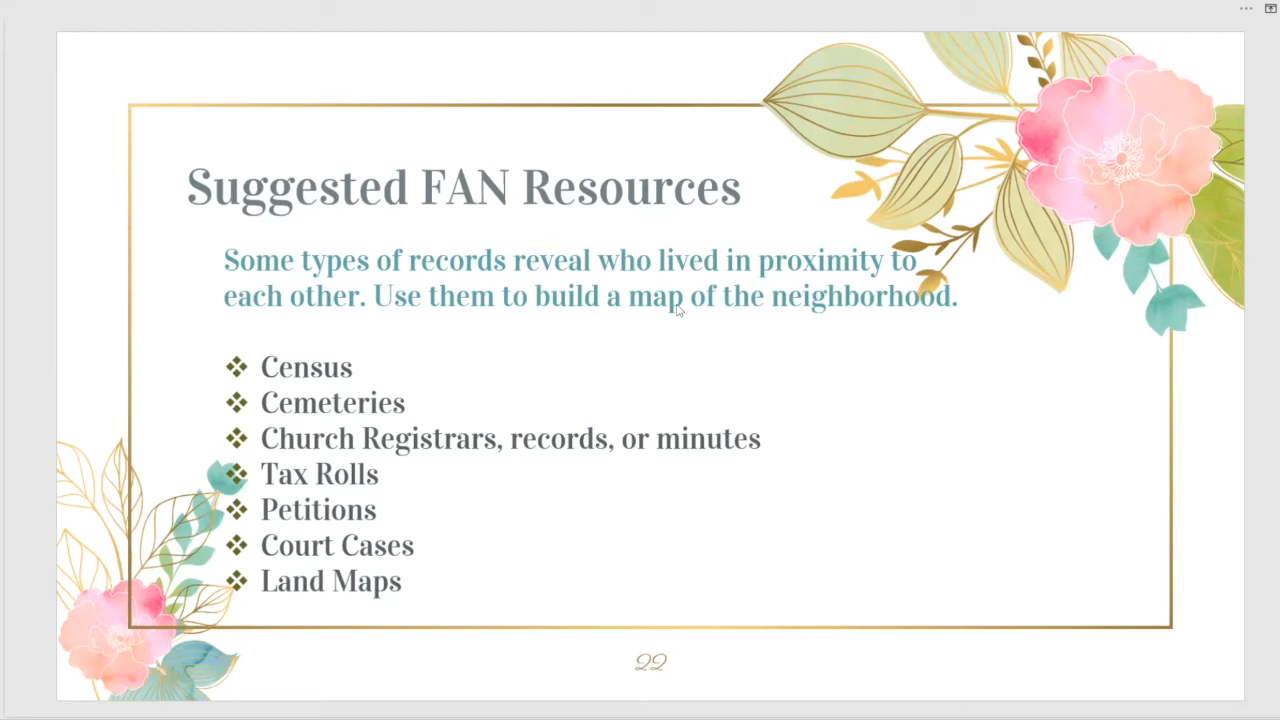 Suggested FAN Resources
Some types of records reveal who lived in proximity to
each other. Use them to build a map of the neighborhood.
Census
Cemeteries
Church Registrars, records, or minutes
Tax Rolls
Petitions
Court Cases
Land Maps
22